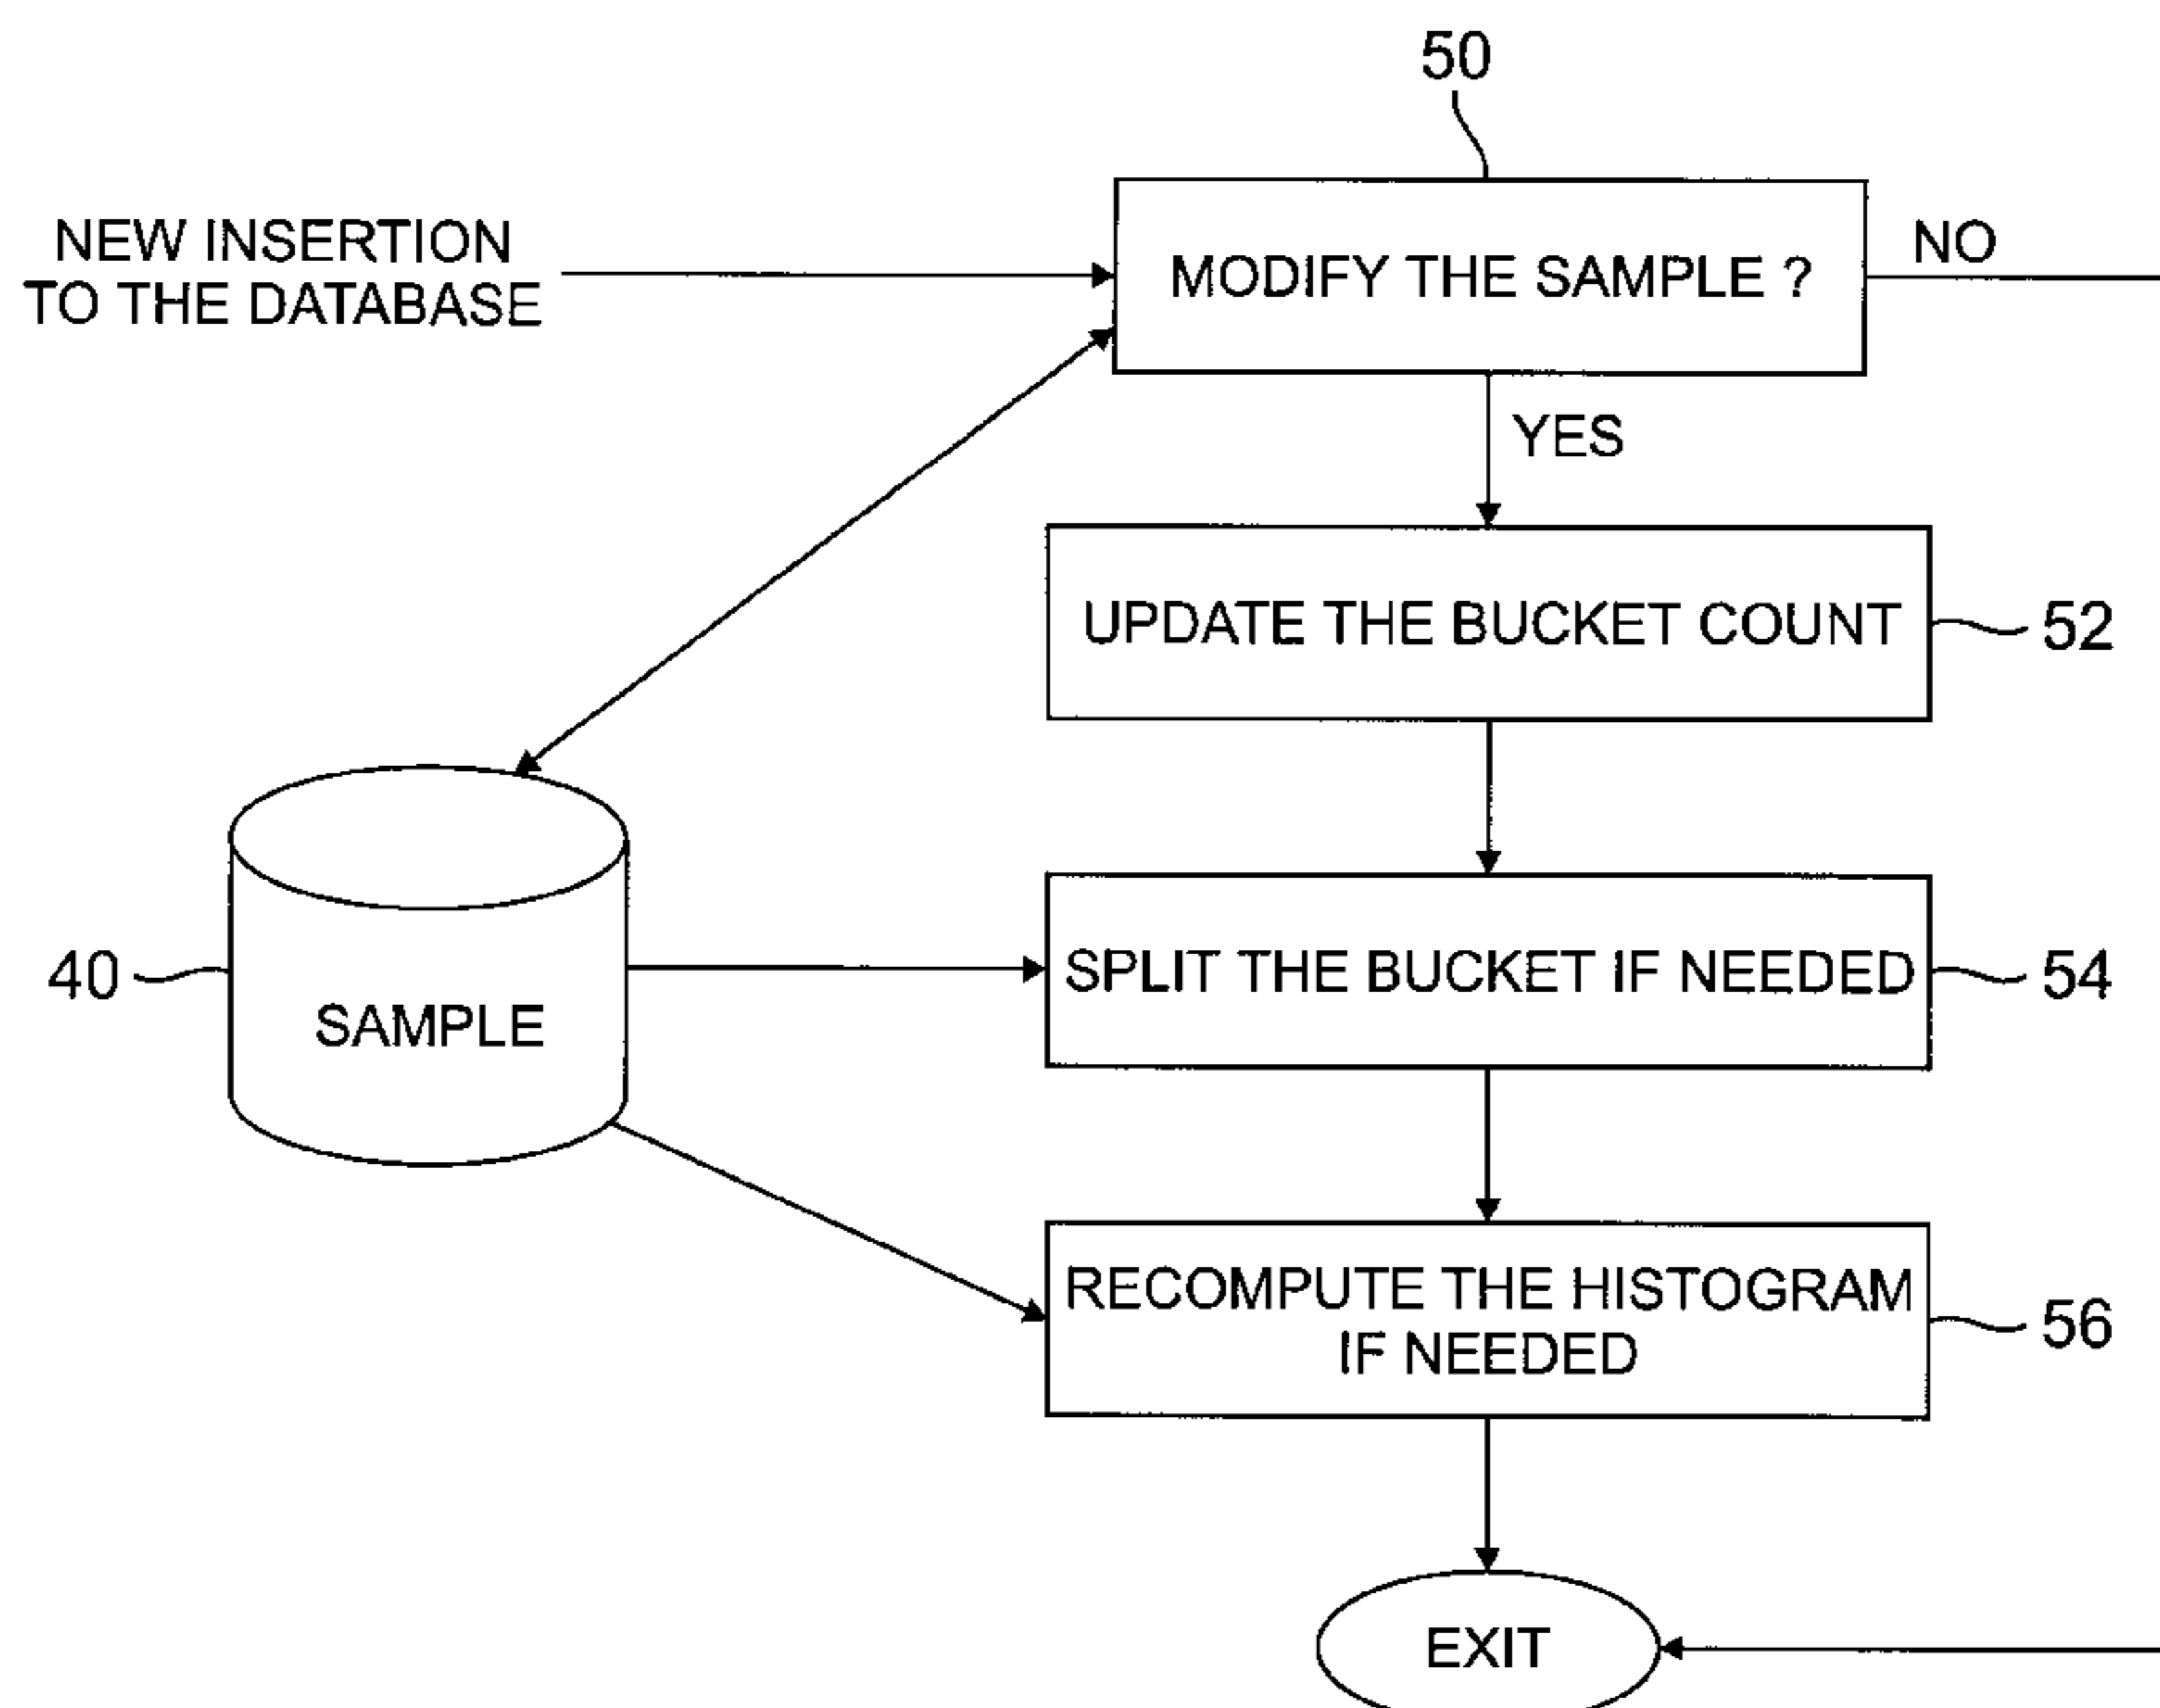 50
NEW INSERTION
TO THE DATABASE
MODIFY THE SAMPLE ?
NO
YES
UPDATE THE BUCKET COUNT
52
40
SAMPLE
SPLIT THE BUCKET IF NEEDED
54
RECOMPUTE THE HISTOGRAM
IF NEEDED
56
EXIT